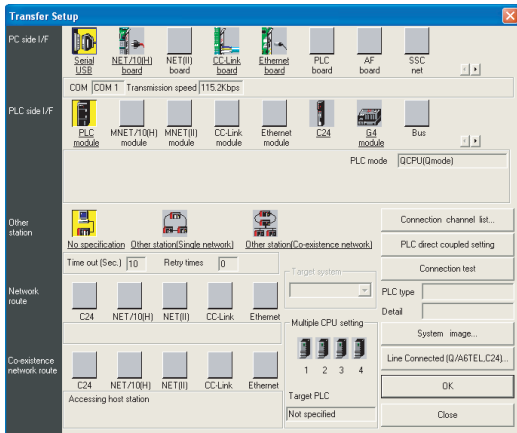 Transfer Setup
PC side I/F
Serial USB
NET/10(H) board
NET(II) board
CC-Link board
Ethernet board
PLC board
AF board
SSC net
COM COM 1 Transmission speed 115.2Kbps
PLC side I/F
PLC module
MNET/10(H) module
MNET(II) module
CC-Link module
Ethernet module
C24
G4 module
Bus
PLC mode QCPU(Qmode)
Other station
No specification
Other station(Single network)
Other station(Co-existence network)
Time out (Sec.) 10 Retry times 0
Target system
Connection channel list...
PLC direct coupled setting
Connection test
PLC type
Detail
System image...
Line Connected (Q/A6TEL,C24)...
OK
Close
Network route
C24 NET/10(H) NET(II) CC-Link Ethernet
Multiple CPU setting
1 2 3 4
Target PLC
Not specified
Co-existence network route
C24 NET/10(H) NET(II) CC-Link Ethernet
Accessing host station